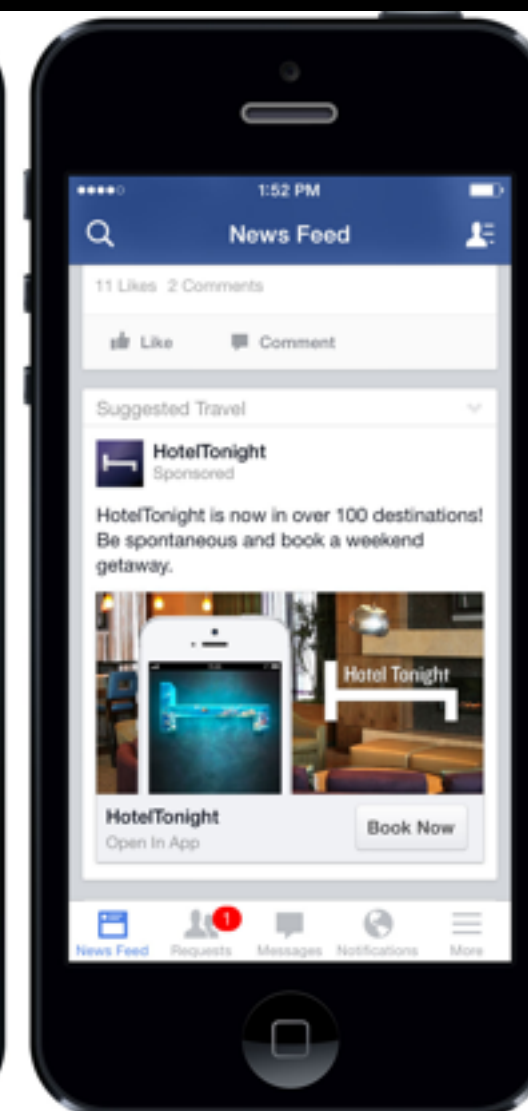 1:52 PM
News Feed
11 Likes 2 Comments
Like Comment
Suggested Travel
HotelTonight
Sponsored
HotelTonight is now in over 100 destinations!
Be spontaneous and book a weekend
getaway.
Hotel Tonight
HotelTonight
Open In App
Book Now
1
News Feed Requests Messages Notifications More